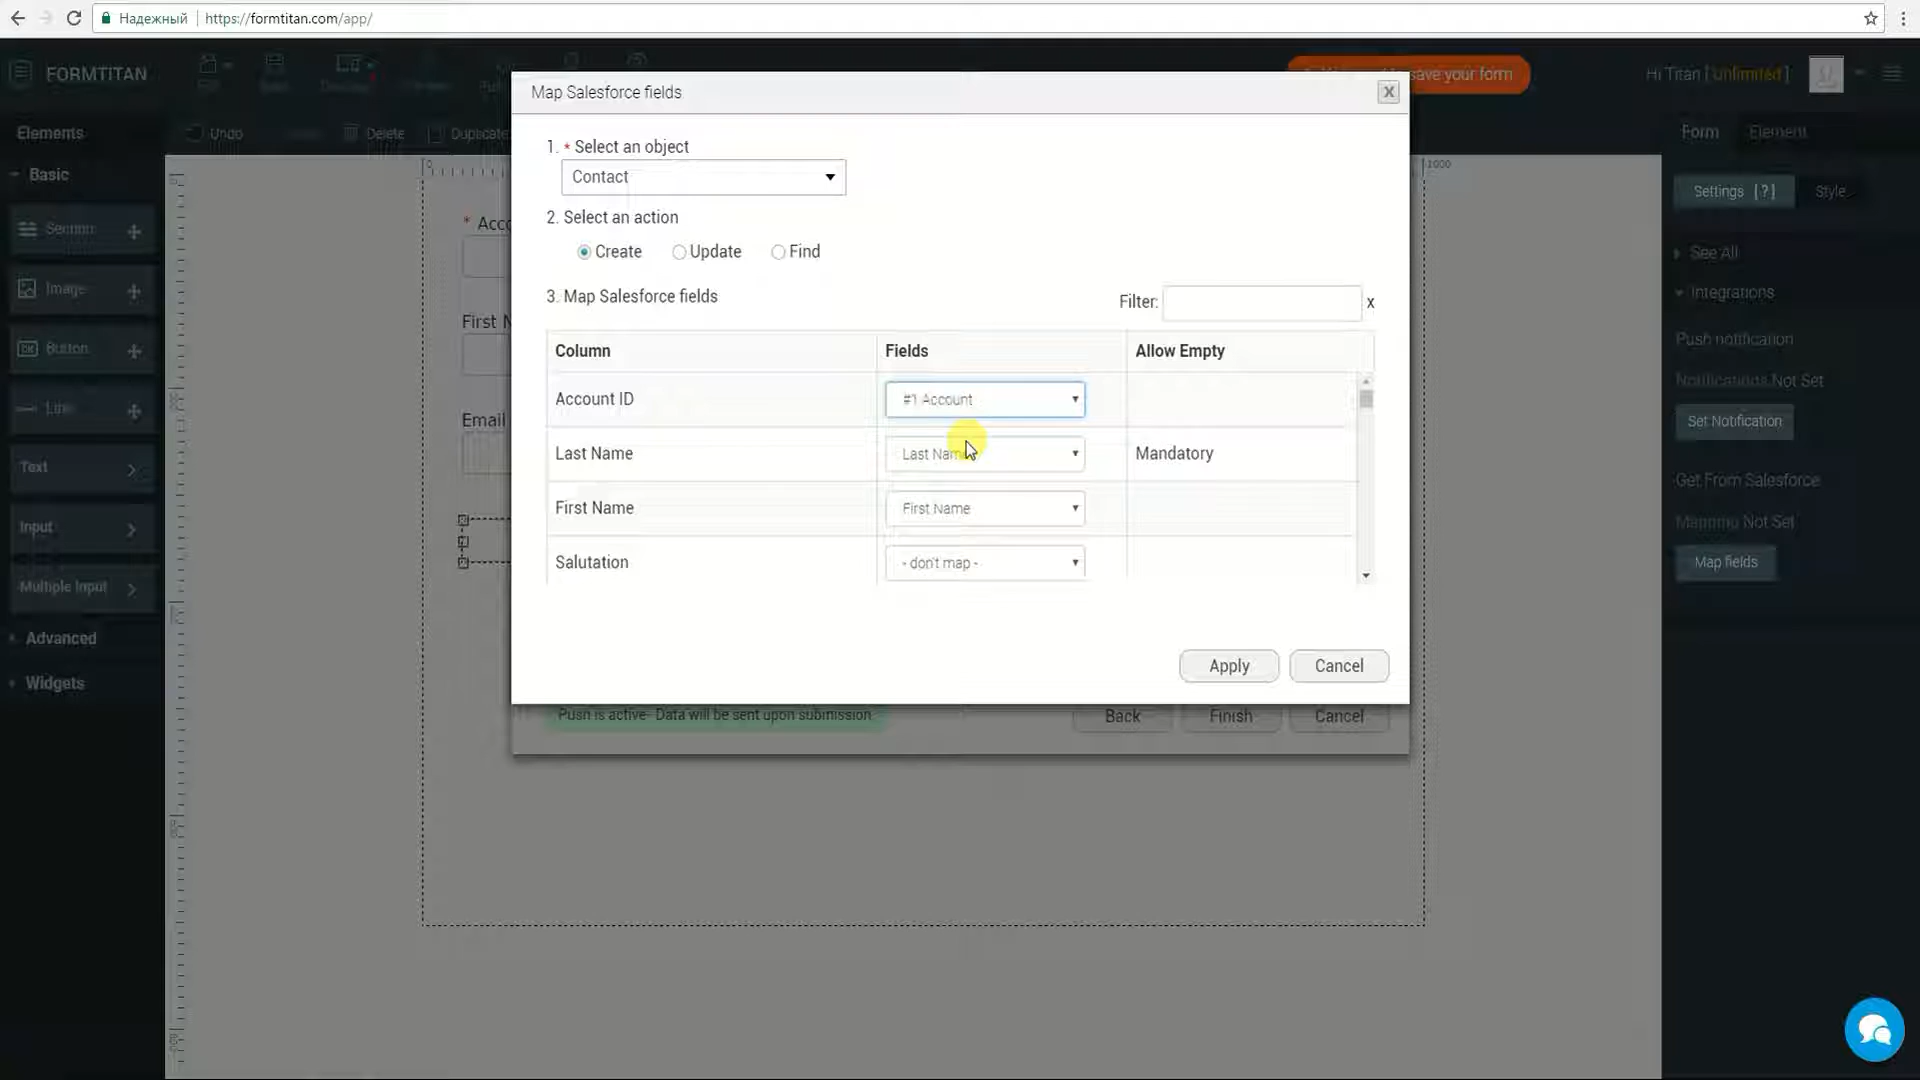 Надежный https://formtitan.com/app/
FORMTITAN
save your form
Hi Titan [ Unlimited ]
Map Salesforce fields X
Elements
Undo
Delete
Duplicate
Form Element
Basic
Section
Image
Button
Line
Text
Input
Multiple Input
Advanced
Widgets
0
1000
* Acco
First N
Email
1. * Select an object
Contact
2. Select an action
Create Update Find
3. Map Salesforce fields
Filter: x
Column Fields Allow Empty
Account ID #1 Account
Last Name Last Name Mandatory
First Name First Name
Salutation - don't map -
Apply Cancel
Push is active- Data will be sent upon submission
Back Finish Cancel
Settings [?] Style
See All
Integrations
Push notification
Notifications Not Set
Set Notification
Get From Salesforce
Mapping Not Set
Map fields